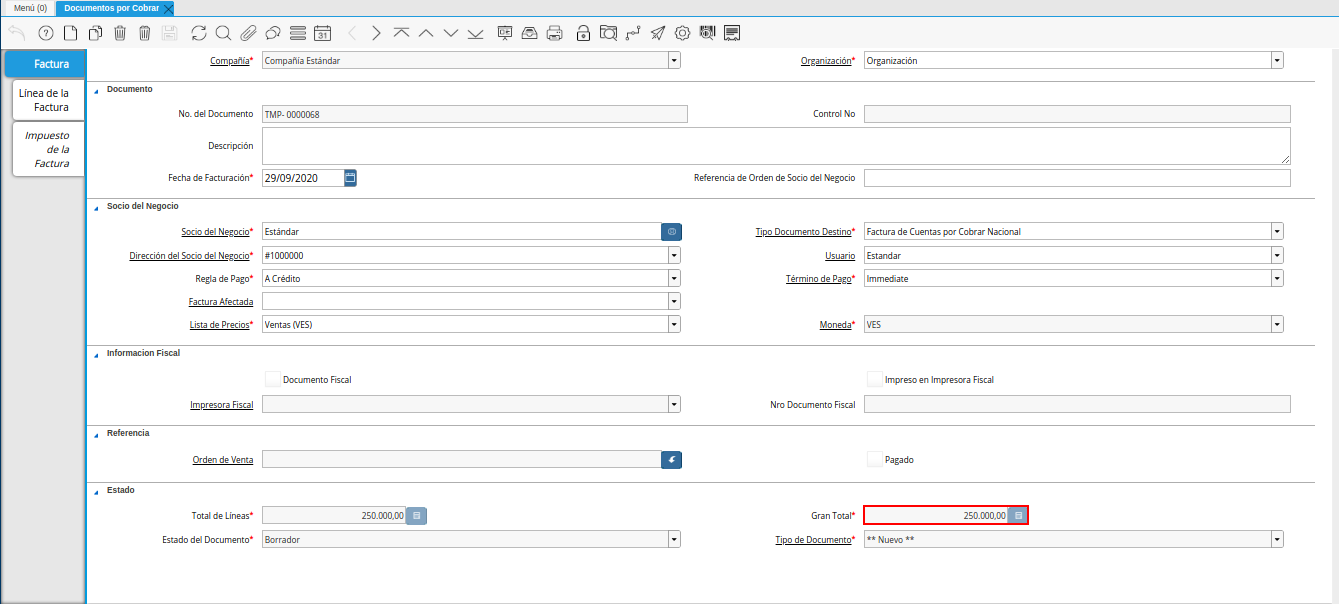 Menú (0) Documentos por Cobrar
31
Factura
Línea de la
Factura
Impuesto
de la
Factura
Compañía* Compañía Estándar Organización* Organización
Documento
No. del Documento TMP- 0000068 Control No
Descripción
Fecha de Facturación* 29/09/2020 Referencia de Orden de Socio del Negocio
Socio del Negocio
Socio del Negocio* Estándar Tipo Documento Destino* Factura de Cuentas por Cobrar Nacional
Dirección del Socio del Negocio* #1000000 Usuario Estandar
Regla de Pago* A Crédito Término de Pago* Immediate
Factura Afectada
Lista de Precios* Ventas (VES) Moneda* VES
Informacion Fiscal
Documento Fiscal Impreso en Impresora Fiscal
Impresora Fiscal Nro Documento Fiscal
Referencia
Orden de Venta Pagado
Estado
Total de Líneas* 250.000,00 Gran Total* 250.000,00
Estado del Documento* Borrador Tipo de Documento* ** Nuevo **